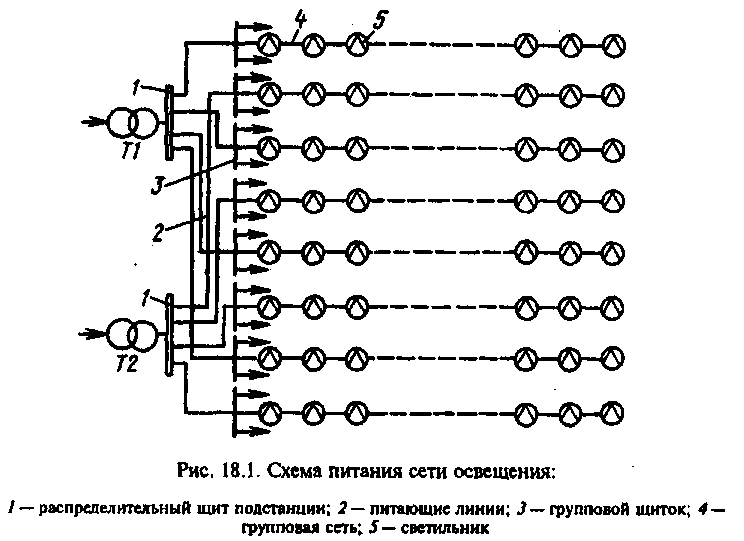 4
5
1
T1
3
2
1
T2
Рис. 18.1. Схема питания сети освещения:
1 — распределительный щит подстанции; 2 — питающие линии; 3 — групповой щиток; 4 —
групповая сеть; 5 — светильник